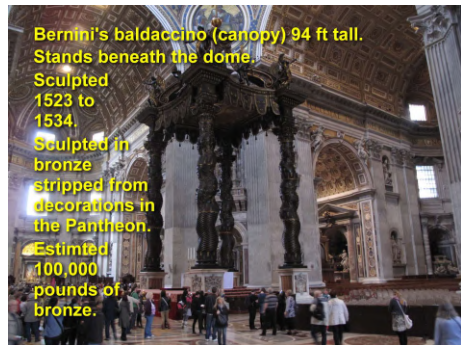 Bernini's baldaccino (canopy) 94 ft tall.
Stands beneath the dome.
Sculpted
1523 to
1534.
Sculpted in
bronze
stripped from
decorations in
the Pantheon.
Estimted
100,000
pounds of
bronze.